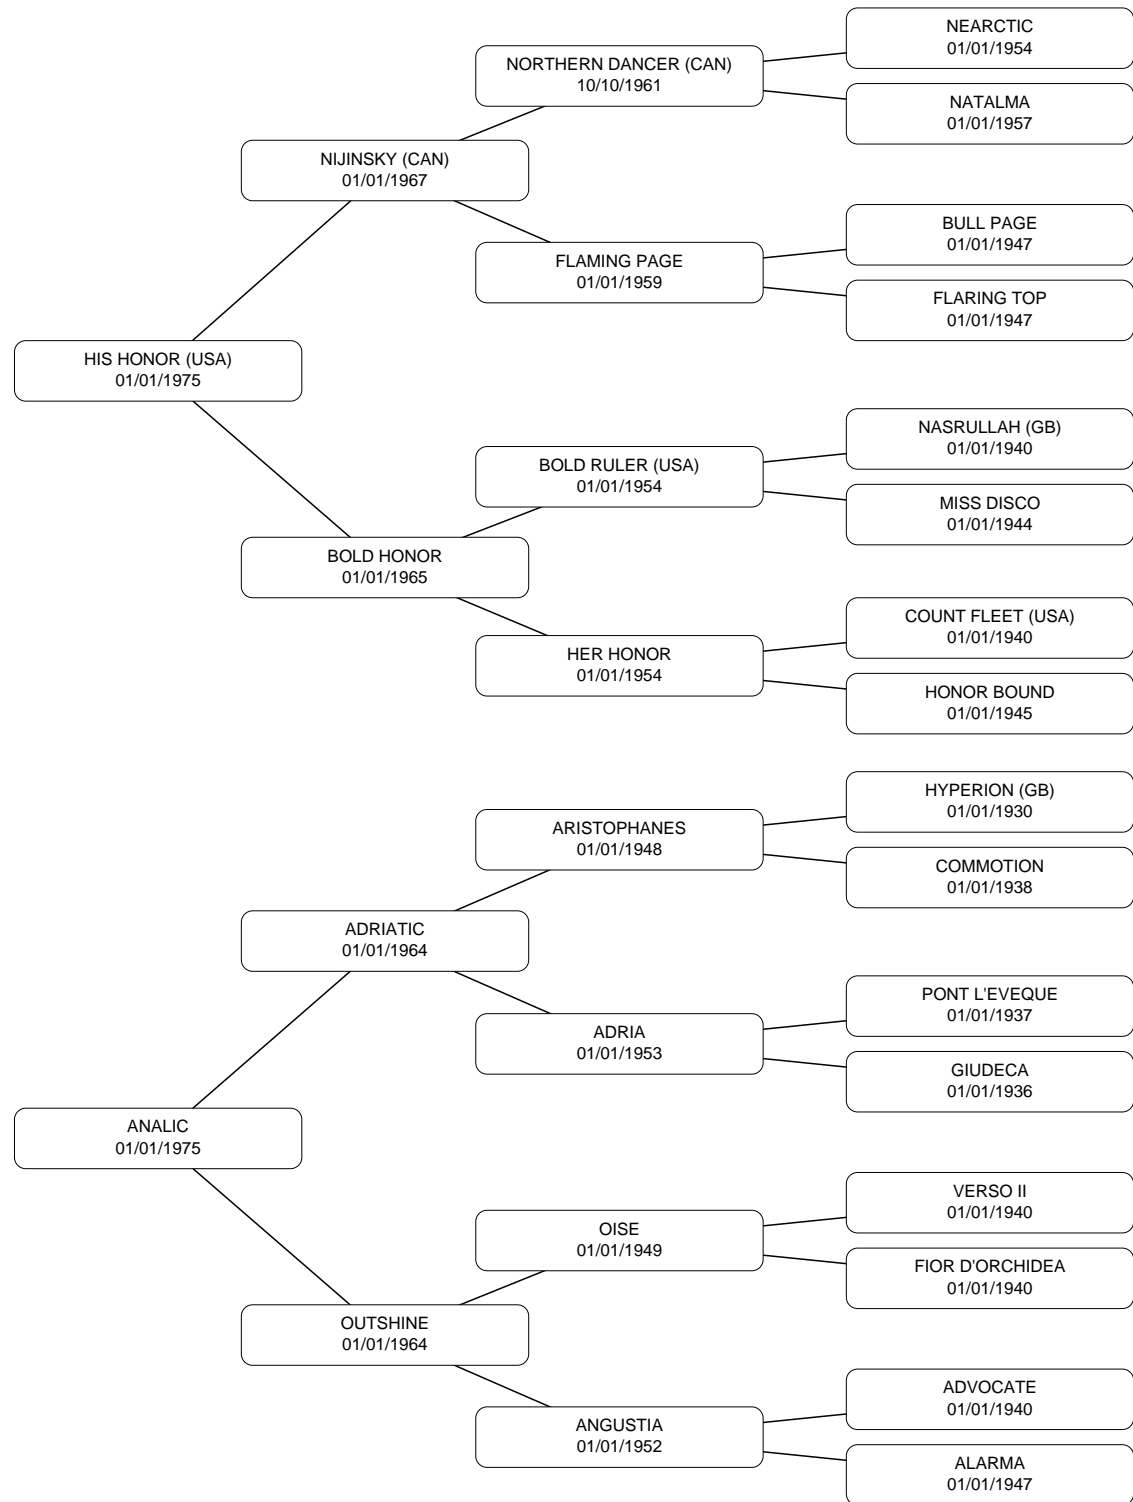 NEARCTIC
01/01/1954
NORTHERN DANCER (CAN)
10/10/1961
NATALMA
01/01/1957
NIJINSKY (CAN)
01/01/1967
BULL PAGE
01/01/1947
FLAMING PAGE
01/01/1959
FLARING TOP
01/01/1947
HIS HONOR (USA)
01/01/1975
NASRULLAH (GB)
01/01/1940
BOLD RULER (USA)
01/01/1954
MISS DISCO
01/01/1944
BOLD HONOR
01/01/1965
COUNT FLEET (USA)
01/01/1940
HER HONOR
01/01/1954
HONOR BOUND
01/01/1945
HYPERION (GB)
01/01/1930
ARISTOPHANES
01/01/1948
COMMOTION
01/01/1938
ADRIATIC
01/01/1964
PONT L'EVEQUE
01/01/1937
ADRIA
01/01/1953
GIUDECA
01/01/1936
ANALIC
01/01/1975
VERSO II
01/01/1940
OISE
01/01/1949
FIOR D'ORCHIDEA
01/01/1940
OUTSHINE
01/01/1964
ADVOCATE
01/01/1940
ANGUSTIA
01/01/1952
ALARMA
01/01/1947